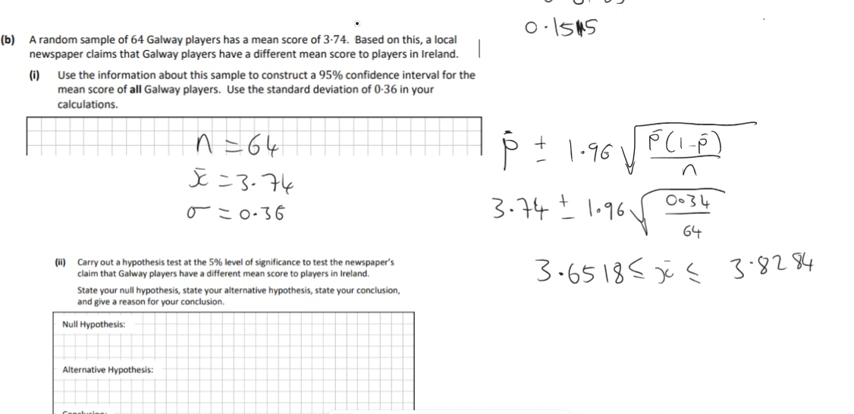 0.1515
(b) A random sample of 64 Galway players has a mean score of 3·74. Based on this, a local
newspaper claims that Galway players have a different mean score to players in Ireland.
(i) Use the information about this sample to construct a 95% confidence interval for the
mean score of all Galway players. Use the standard deviation of 0·36 in your
calculations.
n = 64
x̄ = 3.74
σ = 0.36
p̂ ± 1.96 √(p̂(1-p̂)/n)
3.74 ± 1.96 √(0.34/64)
3.6518 ≤ x̄ ≤ 3.8284
(ii) Carry out a hypothesis test at the 5% level of significance to test the newspaper's
claim that Galway players have a different mean score to players in Ireland.
State your null hypothesis, state your alternative hypothesis, state your conclusion,
and give a reason for your conclusion.
Null Hypothesis:
Alternative Hypothesis: